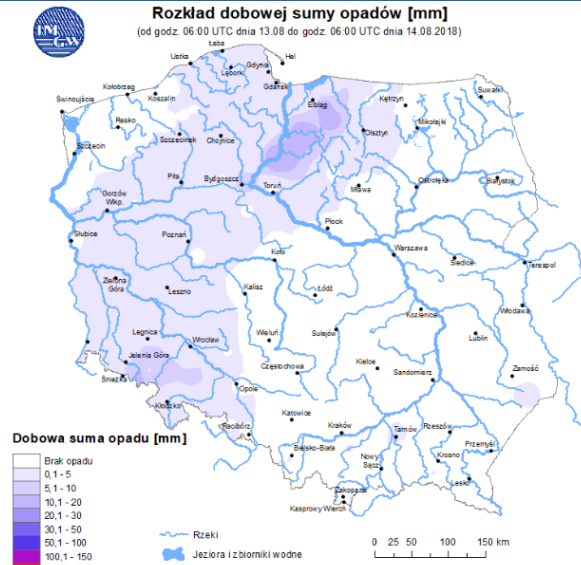 IM
GW
Rozkład dobowej sumy opadów [mm]
(od godz. 06:00 UTC dnia 13.08 do godz. 06:00 UTC dnia 14.08.2018)
Łeba
Ustka
Hel
Lębork
Gdynia
Gdańsk
Kołobrzeg
Koszalin
Świnoujście
Resko
Elbląg
Kętrzyn
Suwałki
Mikołajki
Olsztyn
Szczecin
Szczecinek
Chojnice
Piła
Bydgoszcz
Toruń
Mława
Ostrołęka
Białystok
Gorzów
Wlkp.
Płock
Słubice
Poznań
Koło
Warszawa
Siedlce
Terespol
Zielona
Góra
Leszno
Kalisz
Łódź
Kozienice
Włodawa
Legnica
Wrocław
Wieluń
Sulejów
Lublin
Jelenia Góra
Śnieżka
Częstochowa
Kielce
Sandomierz
Zamość
Opole
Kłodzko
Racibórz
Katowice
Kraków
Tarnów
Rzeszów
Przemyśl
Bielsko-Biała
Nowy
Sącz
Krosno
Lesko
Zakopane
Kasprowy Wierch
Dobowa suma opadu [mm]
Brak opadu
0,1 - 5
5,1 - 10
10,1 - 20
20,1 - 30
30,1 - 50
50,1 - 100
100,1 - 150
Rzeki
Jeziora i zbiorniki wodne
0 25 50 100 150 km